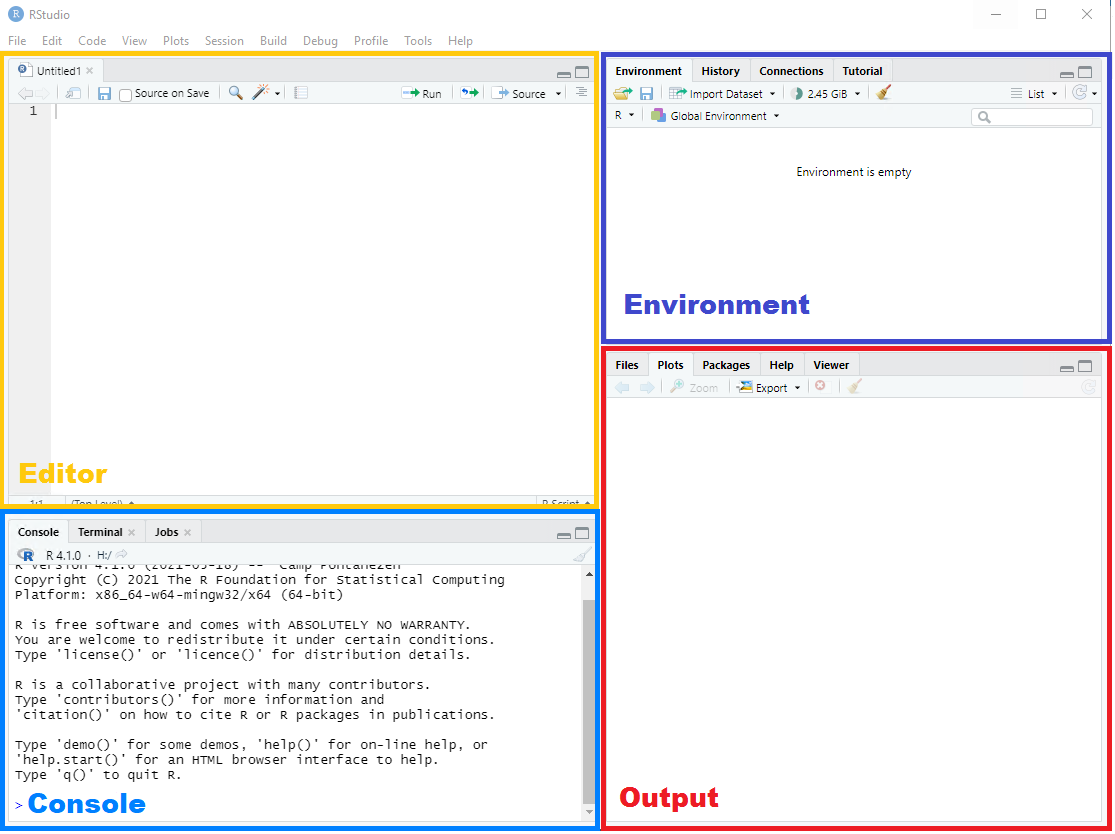 RStudio
File Edit Code View Plots Session Build Debug Profile Tools Help
Untitled1
Source on Save Run Source
1
Editor
1:1 (Top Level) R Script
Environment History Connections Tutorial
Import Dataset 2.45 GiB List
R Global Environment
Environment is empty
Environment
Console Terminal Jobs
R 4.1.0 · H:/
R version 4.1.0 (2021-05-18) -- "Camp Pontanezen"
Copyright (C) 2021 The R Foundation for Statistical Computing
Platform: x86_64-w64-mingw32/x64 (64-bit)
R is free software and comes with ABSOLUTELY NO WARRANTY.
You are welcome to redistribute it under certain conditions.
Type 'license()' or 'licence()' for distribution details.
R is a collaborative project with many contributors.
Type 'contributors()' for more information and
'citation()' on how to cite R or R packages in publications.
Type 'demo()' for some demos, 'help()' for on-line help, or
'help.start()' for an HTML browser interface to help.
Type 'q()' to quit R.
> Console
Files Plots Packages Help Viewer
Zoom Export
Output